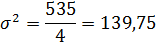 σ² = 535/4 = 139,75